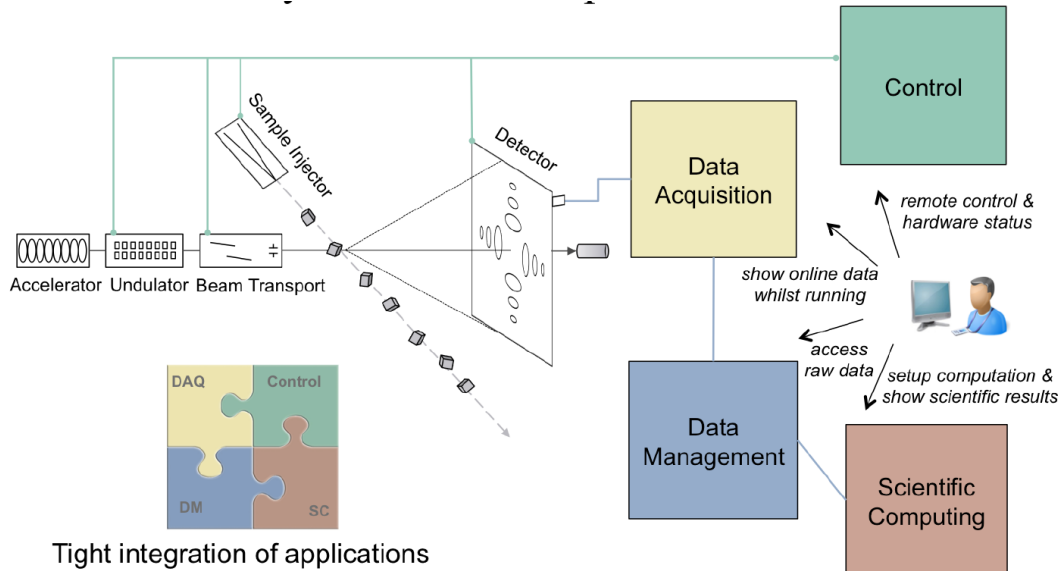 Control
Sample Injector
Detector
Data
Acquisition
remote control &
hardware status
show online data
whilst running
Accelerator Undulator Beam Transport
access
raw data
setup computation &
show scientific results
DAQ Control
Data
Management
DM SC
Scientific
Computing
Tight integration of applications